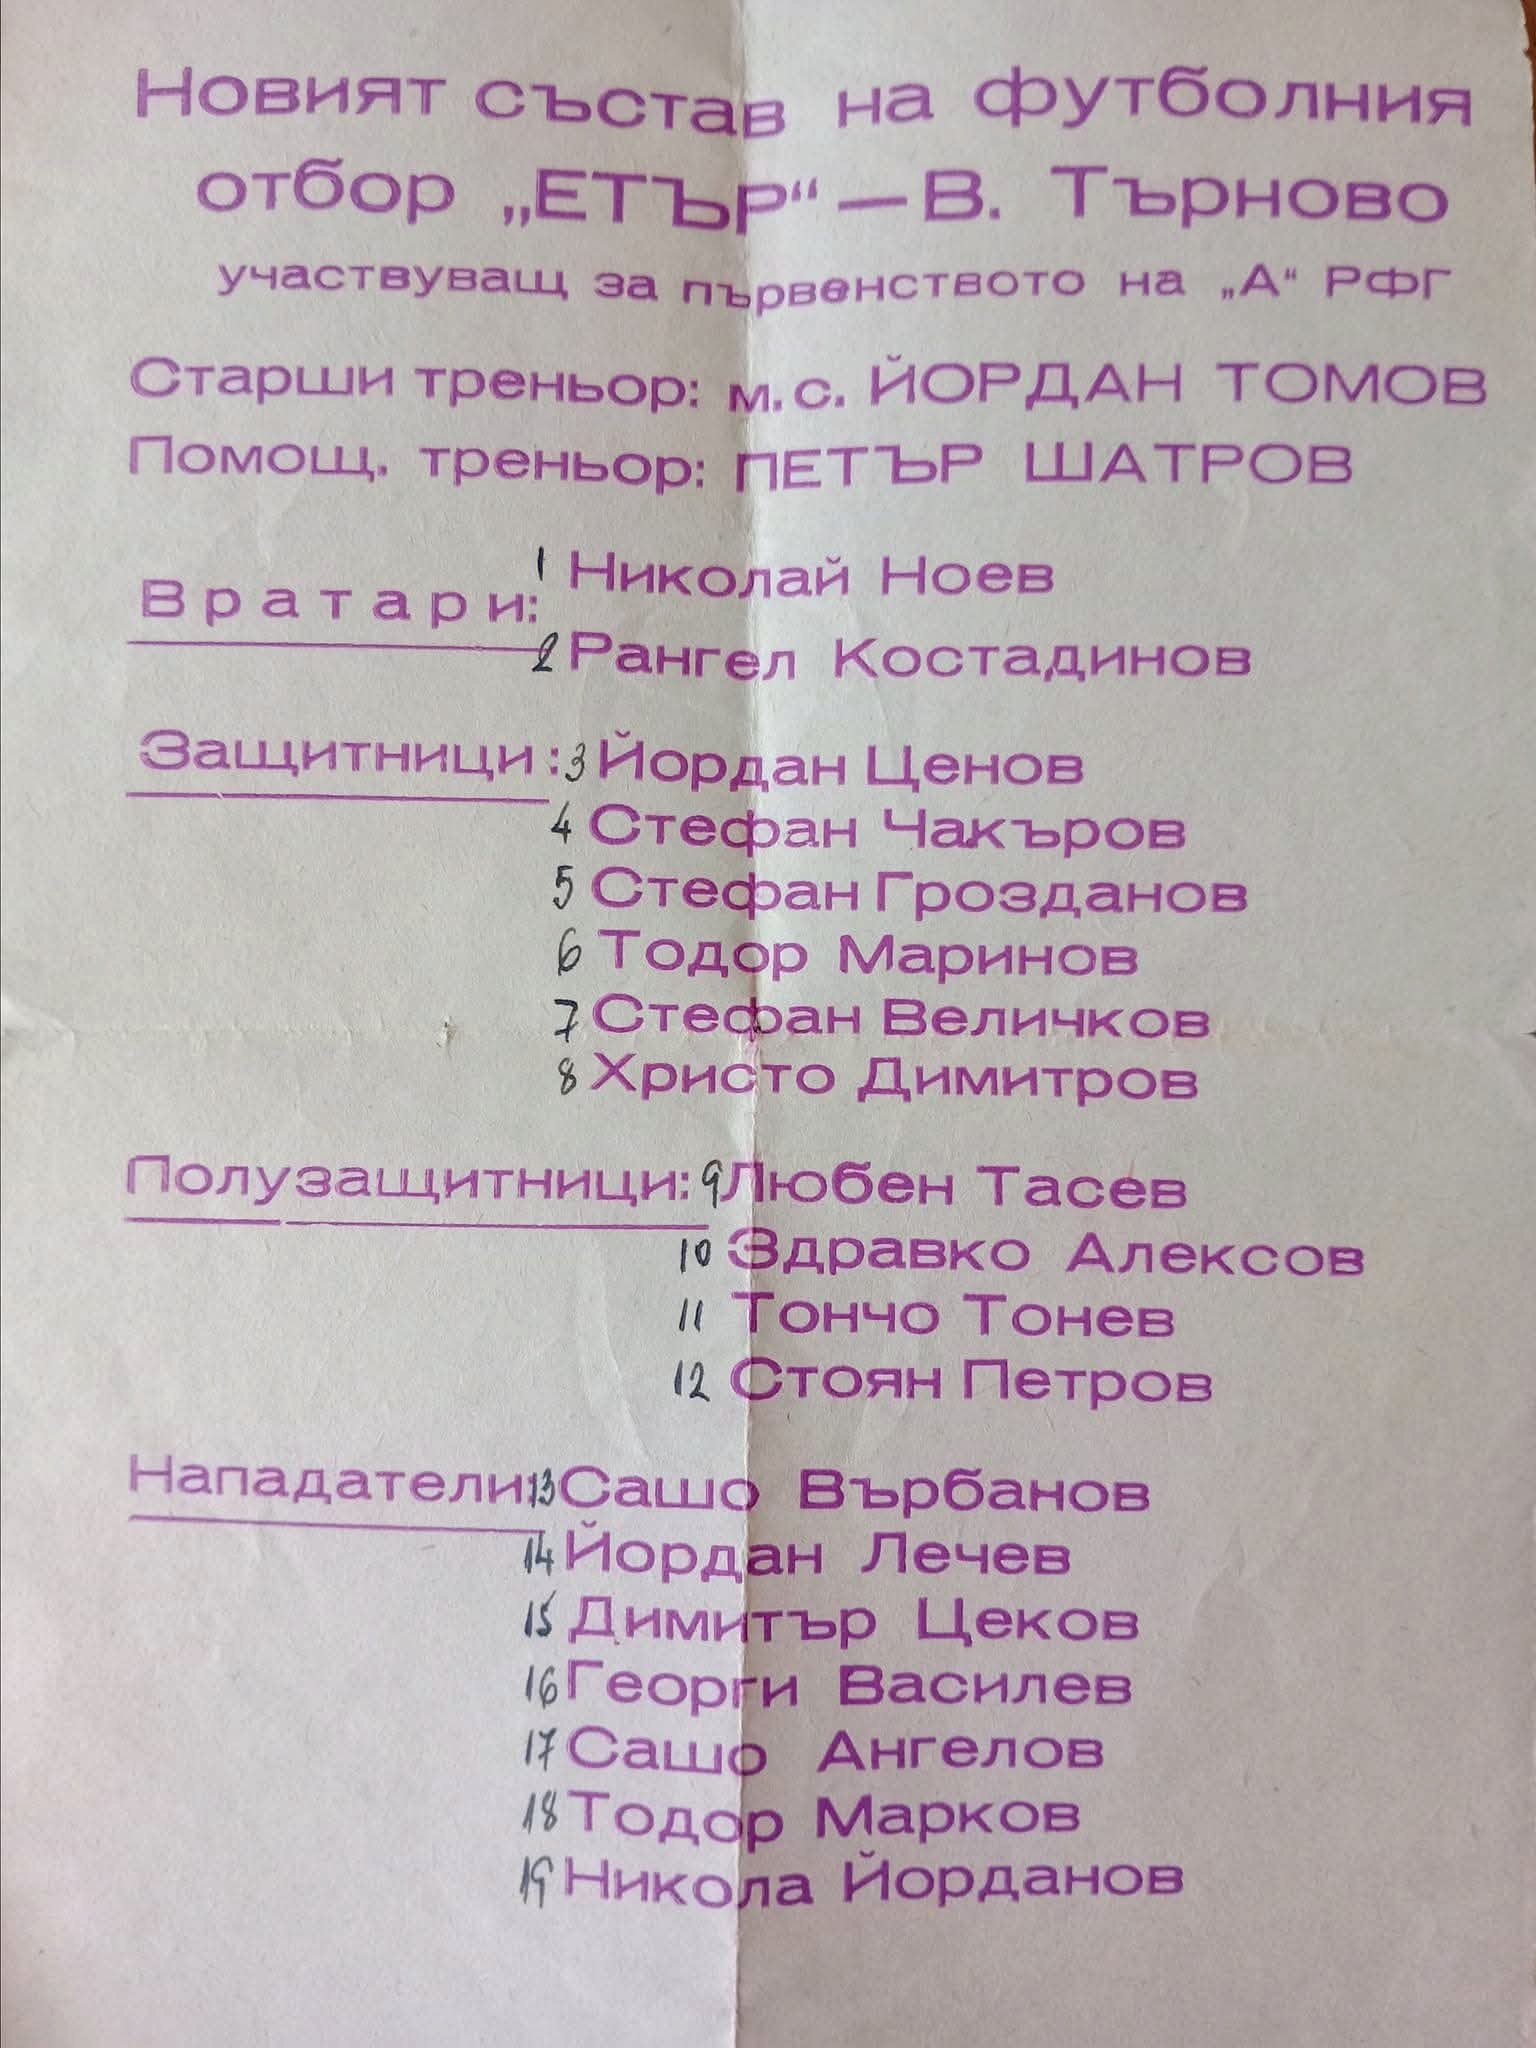 Новият състав на футболния
отбор „ЕТЪР“ — В. Търново
участвуващ за първенството на „А“ РФГ
Старши треньор: м.с. ЙОРДАН ТОМОВ
Помощ. треньор: ПЕТЪР ШАТРОВ
Вратари: 1 Николай Ноев
2 Рангел Костадинов
Защитници: 3 Йордан Ценов
4 Стефан Чакъров
5 Стефан Грозданов
6 Тодор Маринов
7 Стефан Величков
8 Христо Димитров
Полузащитници: 9 Любен Тасев
10 Здравко Алексов
11 Тончо Тонев
12 Стоян Петров
Нападатели: 13 Сашо Върбанов
14 Йордан Лечев
15 Димитър Цеков
16 Георги Василев
17 Сашо Ангелов
18 Тодор Марков
19 Никола Йорданов